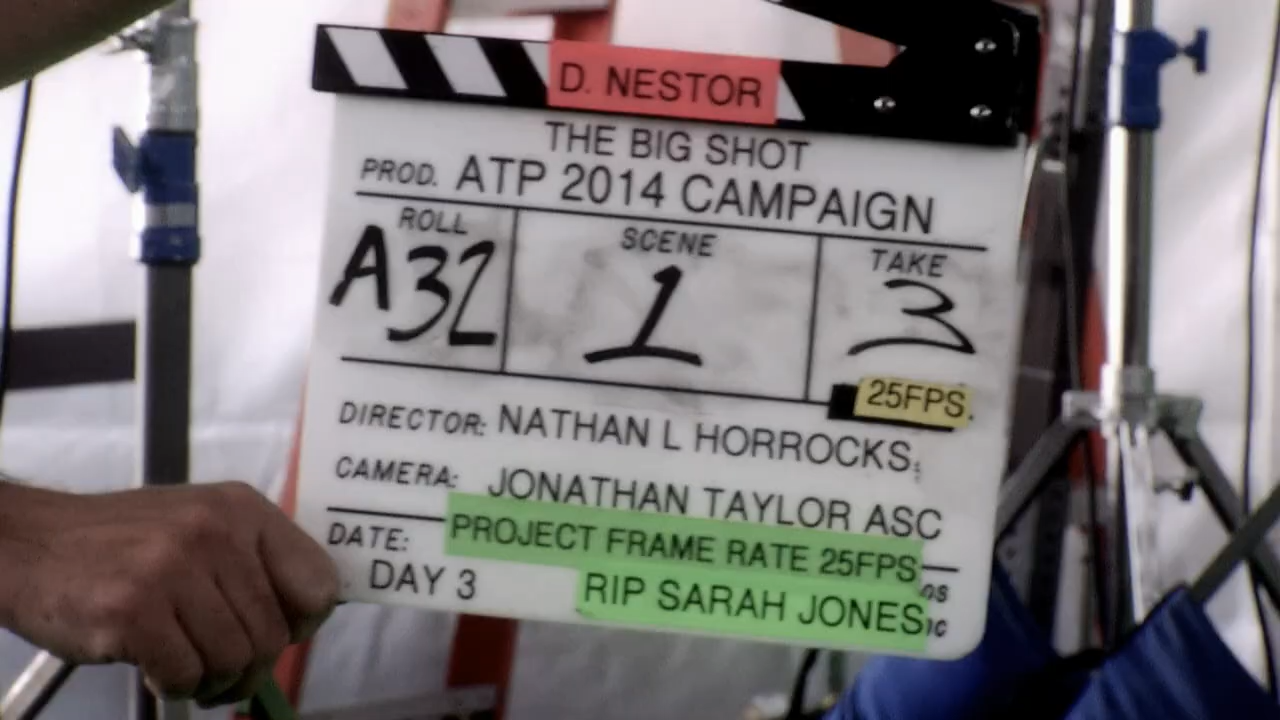 D. NESTOR
THE BIG SHOT
PROD. ATP 2014 CAMPAIGN
ROLL SCENE TAKE
A32 1 3
25FPS.
DIRECTOR: NATHAN L HORROCKS
CAMERA: JONATHAN TAYLOR ASC
DATE: PROJECT FRAME RATE 25FPS
DAY 3 RIP SARAH JONES